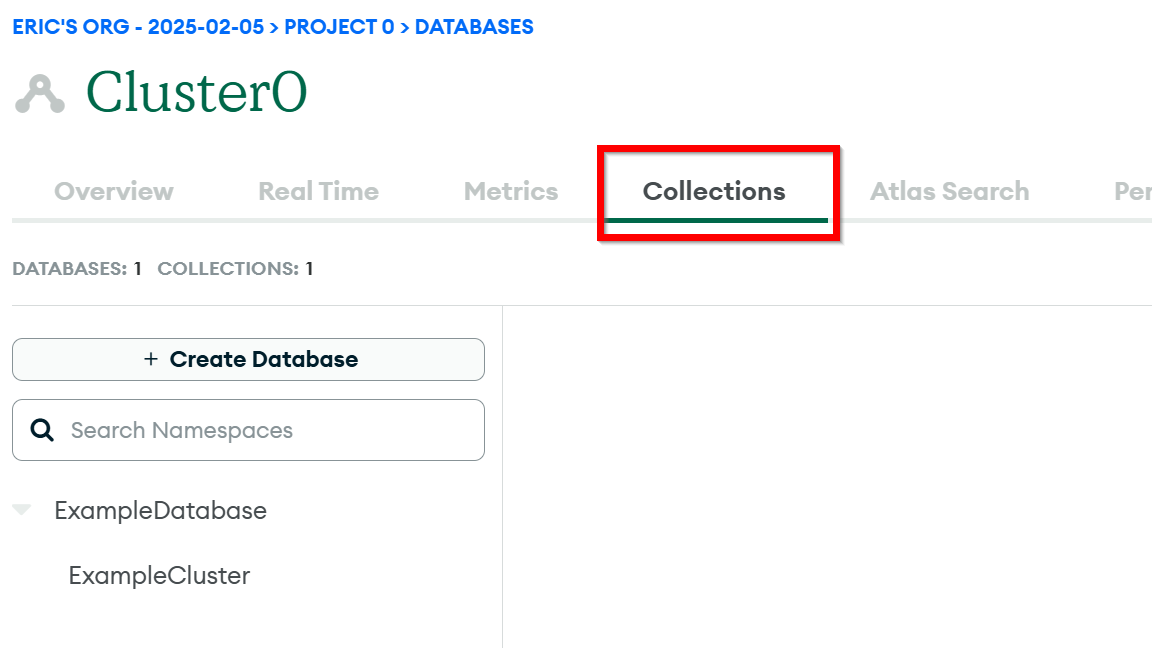 ERIC'S ORG - 2025-02-05 > PROJECT 0 > DATABASES
Cluster0
Overview Real Time Metrics Collections Atlas Search Per
DATABASES: 1 COLLECTIONS: 1
+ Create Database
Search Namespaces
ExampleDatabase
ExampleCluster